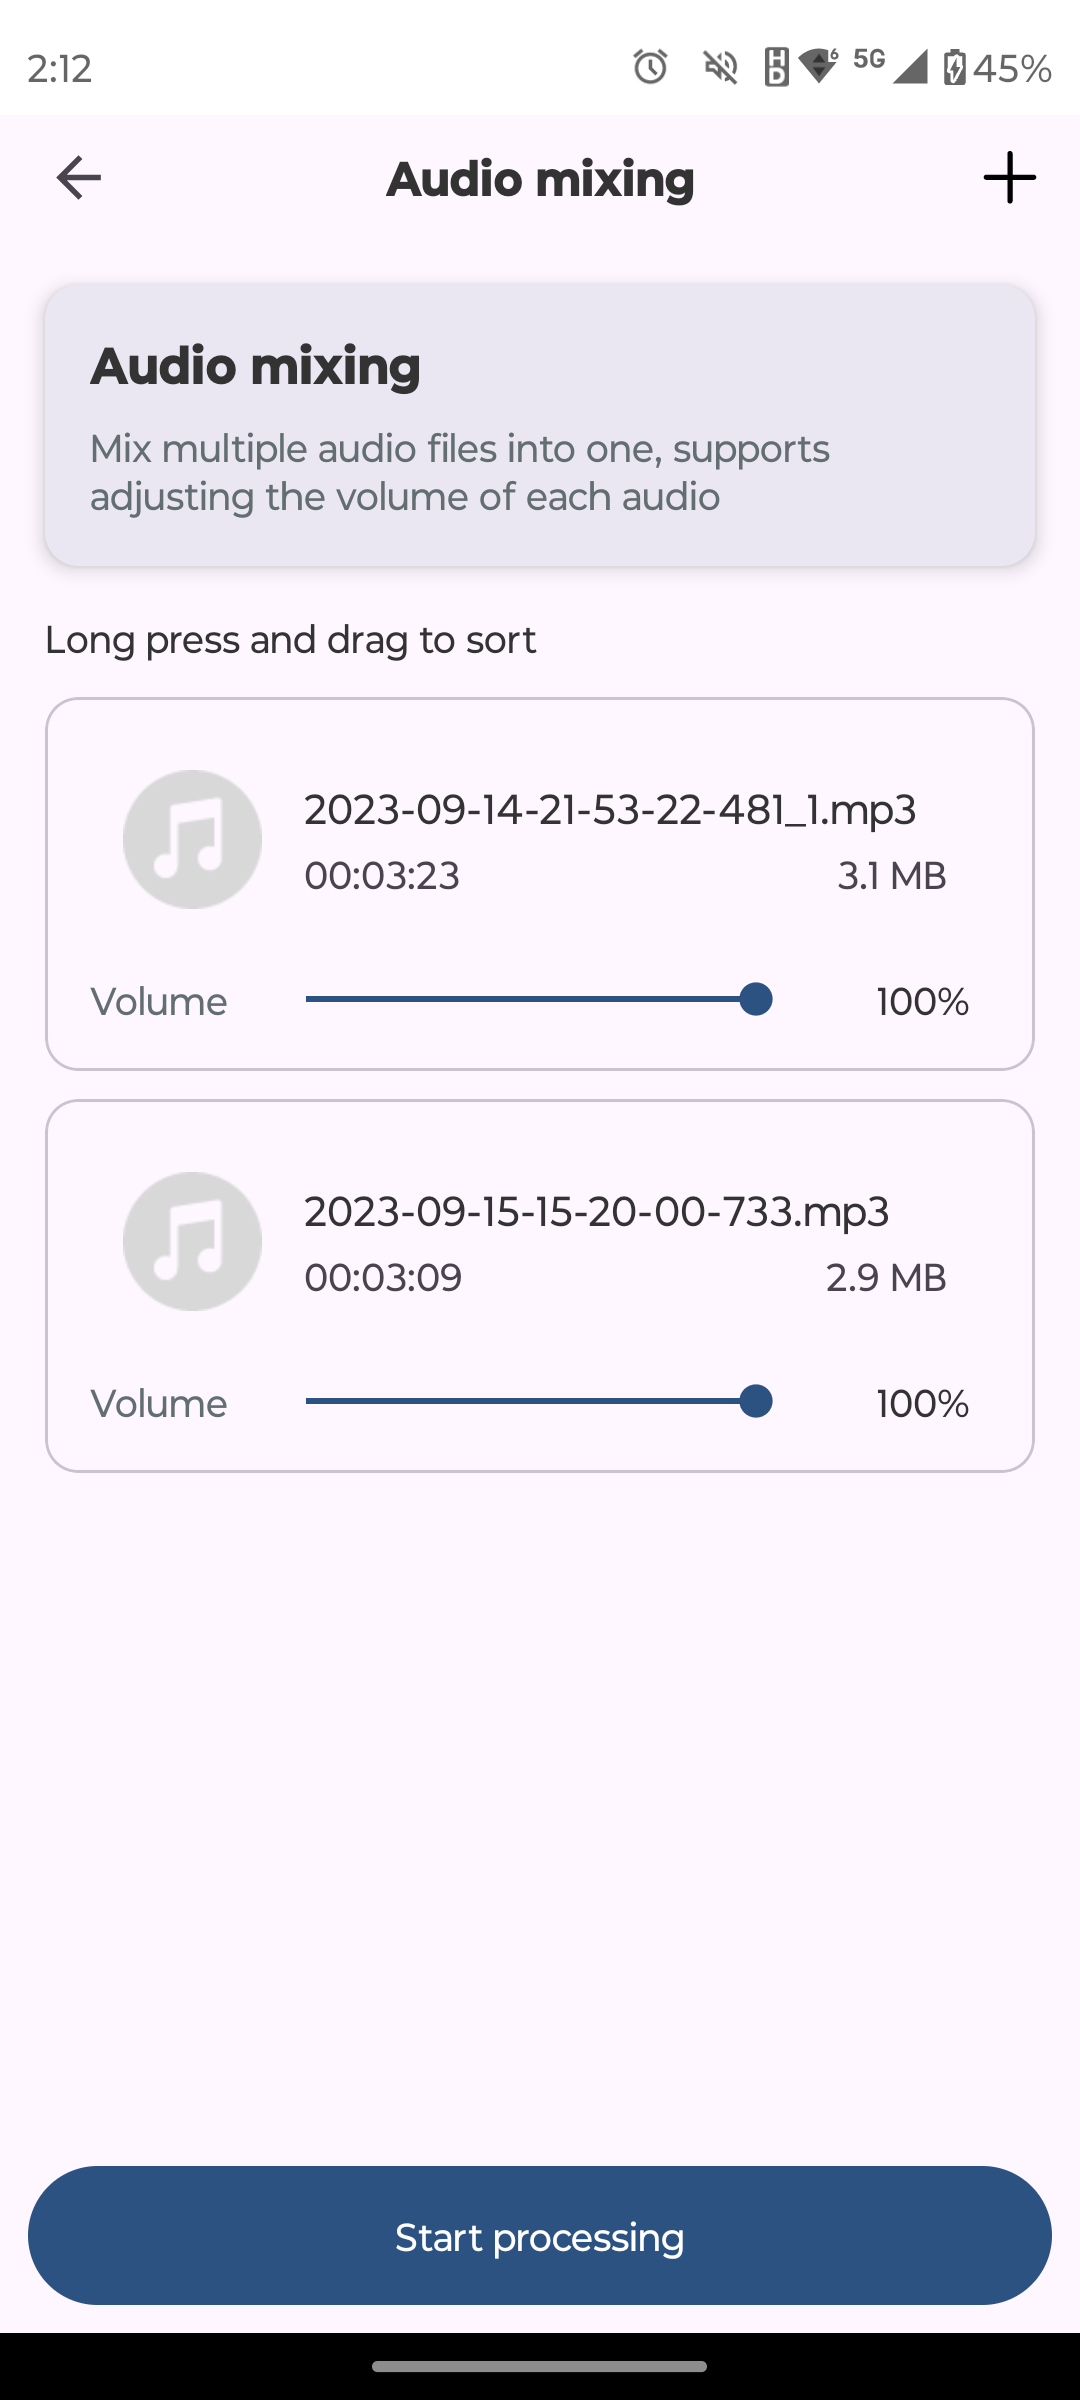 2:12
HD 6 5G 45%
Audio mixing
Audio mixing
Mix multiple audio files into one, supports
adjusting the volume of each audio
Long press and drag to sort
2023-09-14-21-53-22-481_1.mp3
00:03:23 3.1 MB
Volume 100%
2023-09-15-15-20-00-733.mp3
00:03:09 2.9 MB
Volume 100%
Start processing